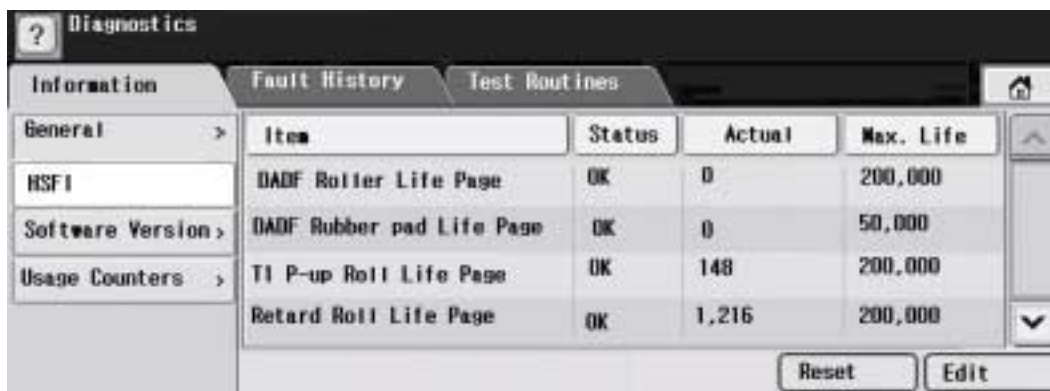 ?
Diagnostics
Information Fault History Test Routines
General > Item Status Actual Max. Life
HSFI DADF Roller Life Page OK 0 200,000
Software Version > DADF Rubber pad Life Page OK 0 50,000
Usage Counters > T1 P-up Roll Life Page OK 148 200,000
Retard Roll Life Page OK 1,216 200,000
Reset Edit